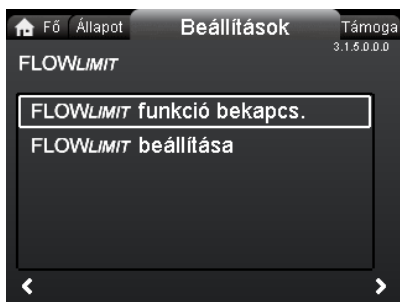 Fő Állapot Beállítások Támoga
3.1.5.0.0.0
FLOWLIMIT
FLOWLIMIT funkció bekapcs.
FLOWLIMIT beállítása